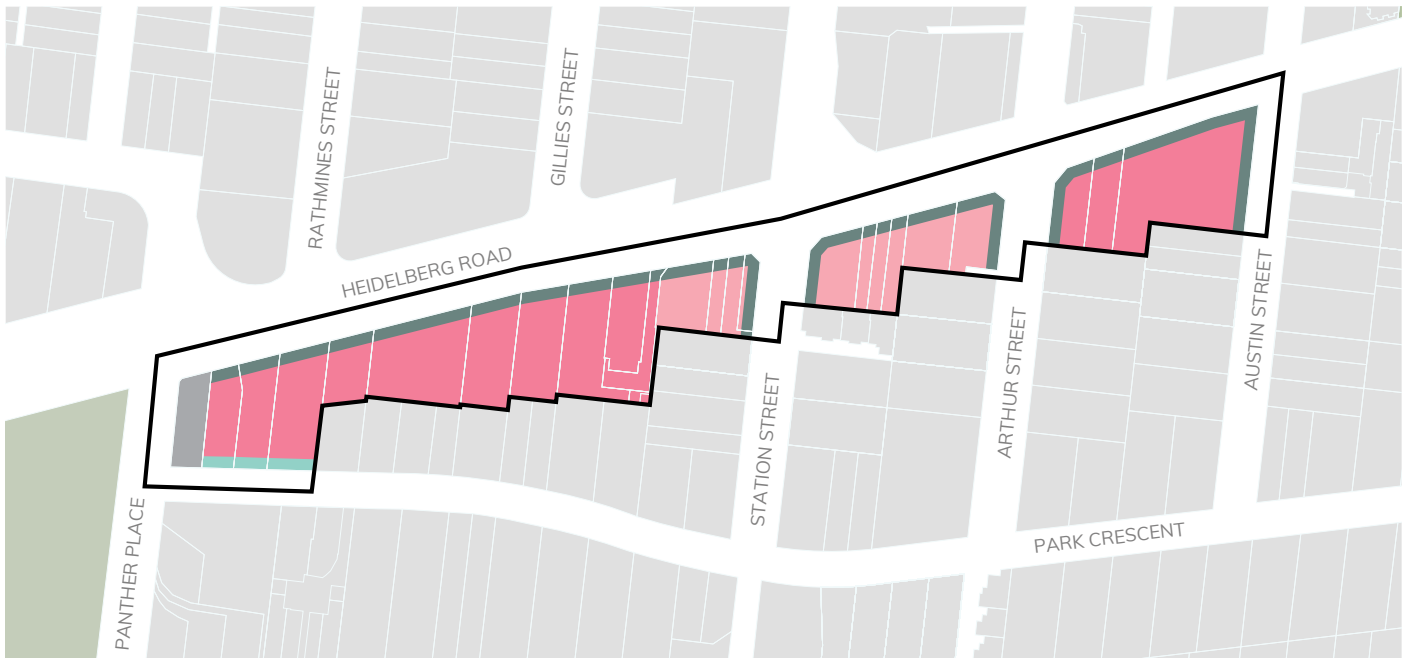 RATHMINES STREET
GILLIES STREET
HEIDELBERG ROAD
AUSTIN STREET
ARTHUR STREET
STATION STREET
PANTHER PLACE
PARK CRESCENT